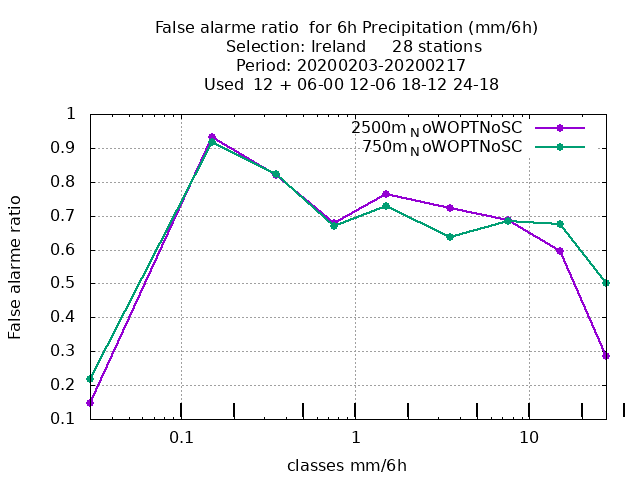 False alarme ratio  for 6h Precipitation (mm/6h)
Selection: Ireland     28 stations
Period: 20200203-20200217
Used  12 + 06-00 12-06 18-12 24-18
2500m_NoWOPTNoSC
750m_NoWOPTNoSC
1
0.9
0.8
0.7
0.6
0.5
0.4
0.3
0.2
0.1
False alarme ratio
0.1 1 10
classes mm/6h